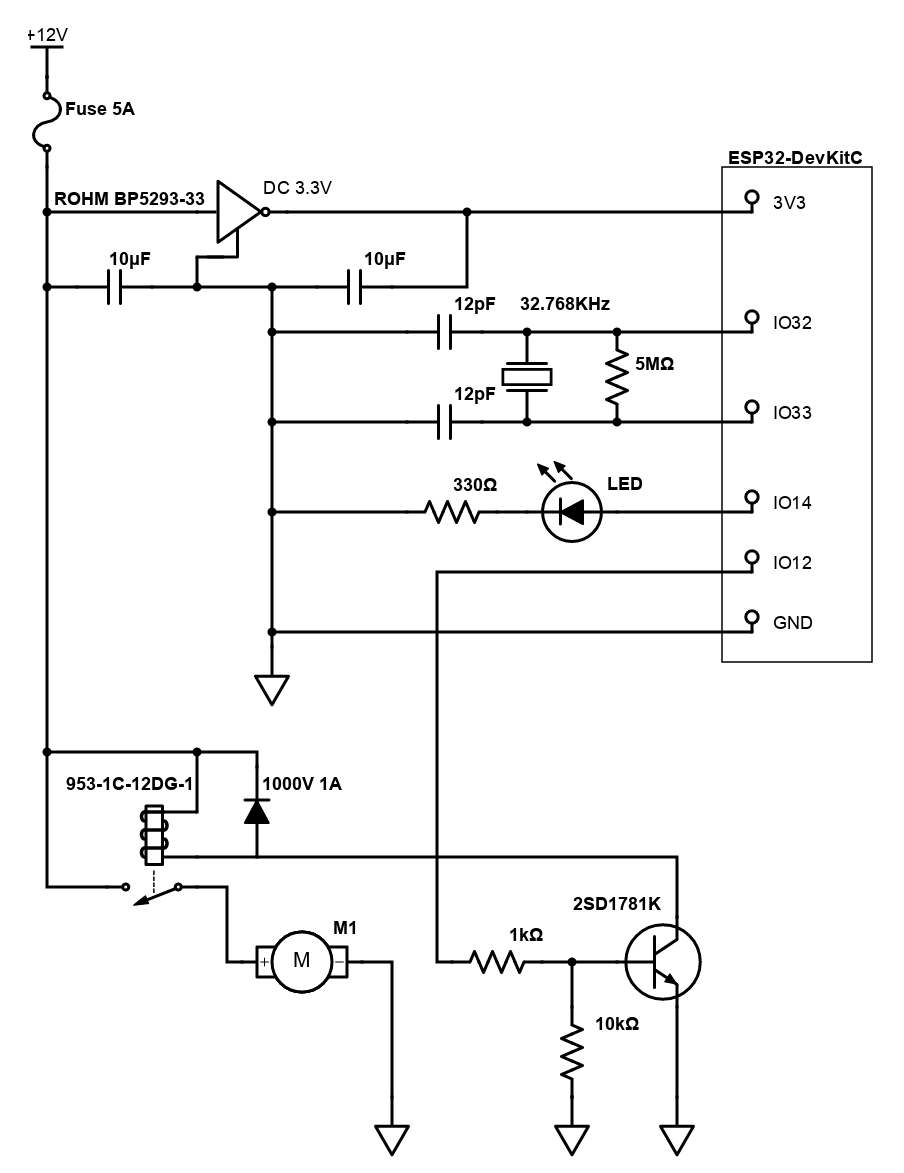 +12V
Fuse 5A
ESP32-DevKitC
ROHM BP5293-33
DC 3.3V
3V3
10µF
10µF
12pF
32.768KHz
IO32
5MΩ
12pF
IO33
330Ω
LED
IO14
IO12
GND
953-1C-12DG-1
1000V 1A
2SD1781K
M1
+
M
−
1kΩ
10kΩ